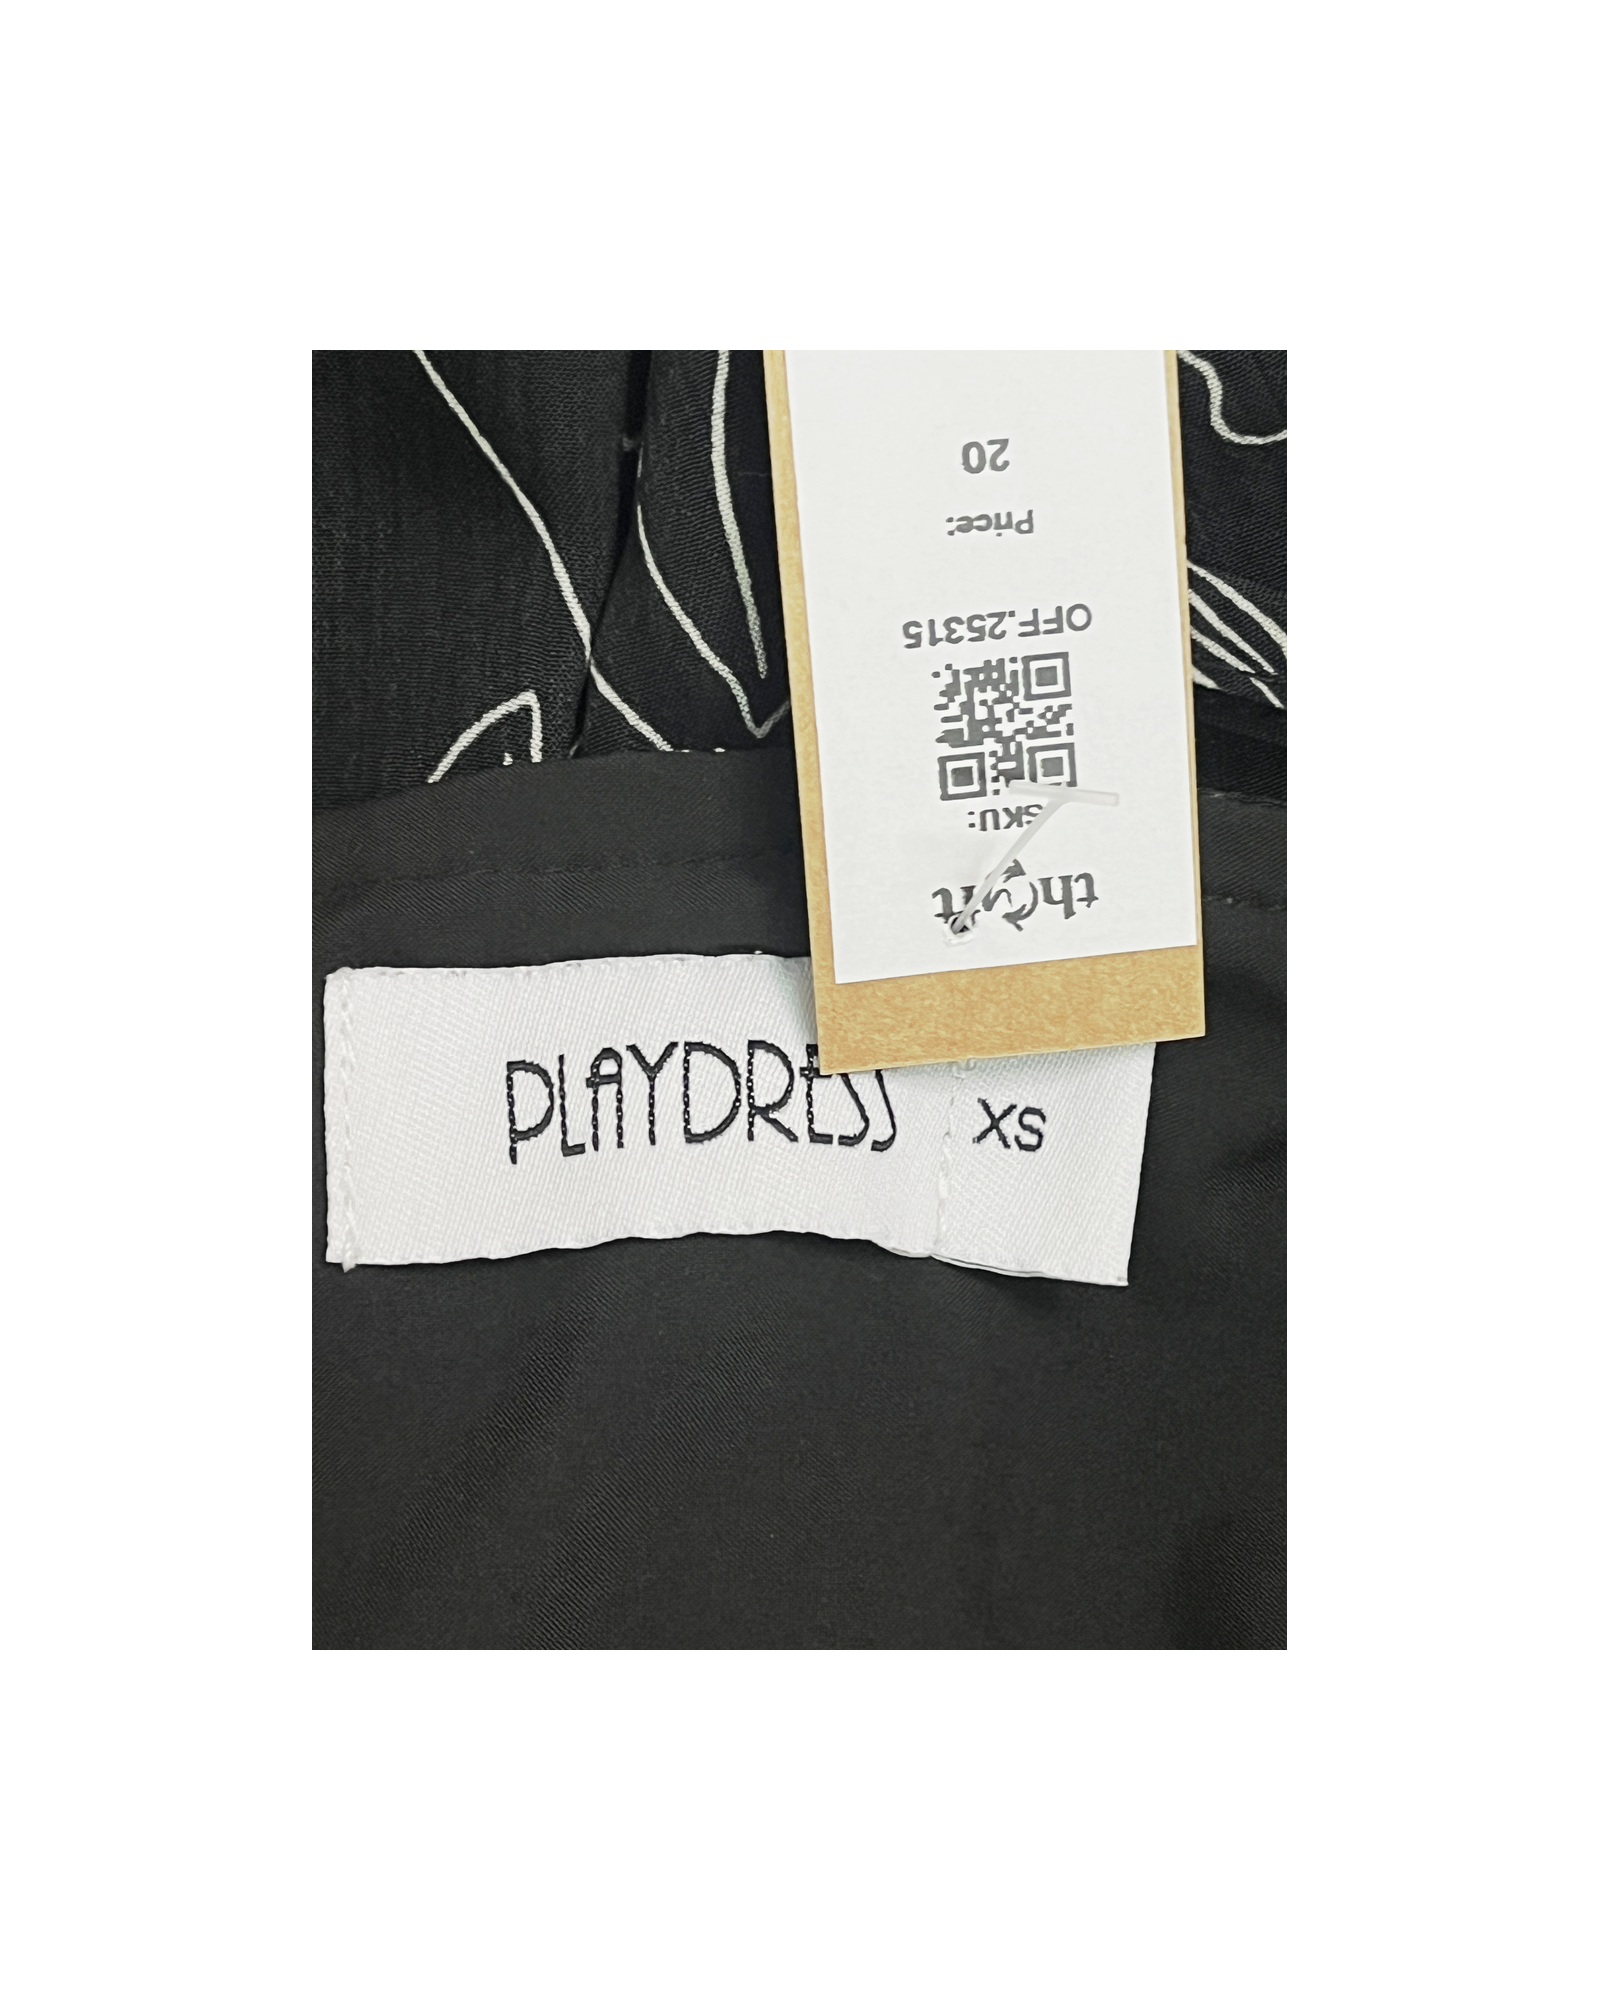 thrift
SKU:
OFF.25315
Price:
20
PLAYDRESS
XS